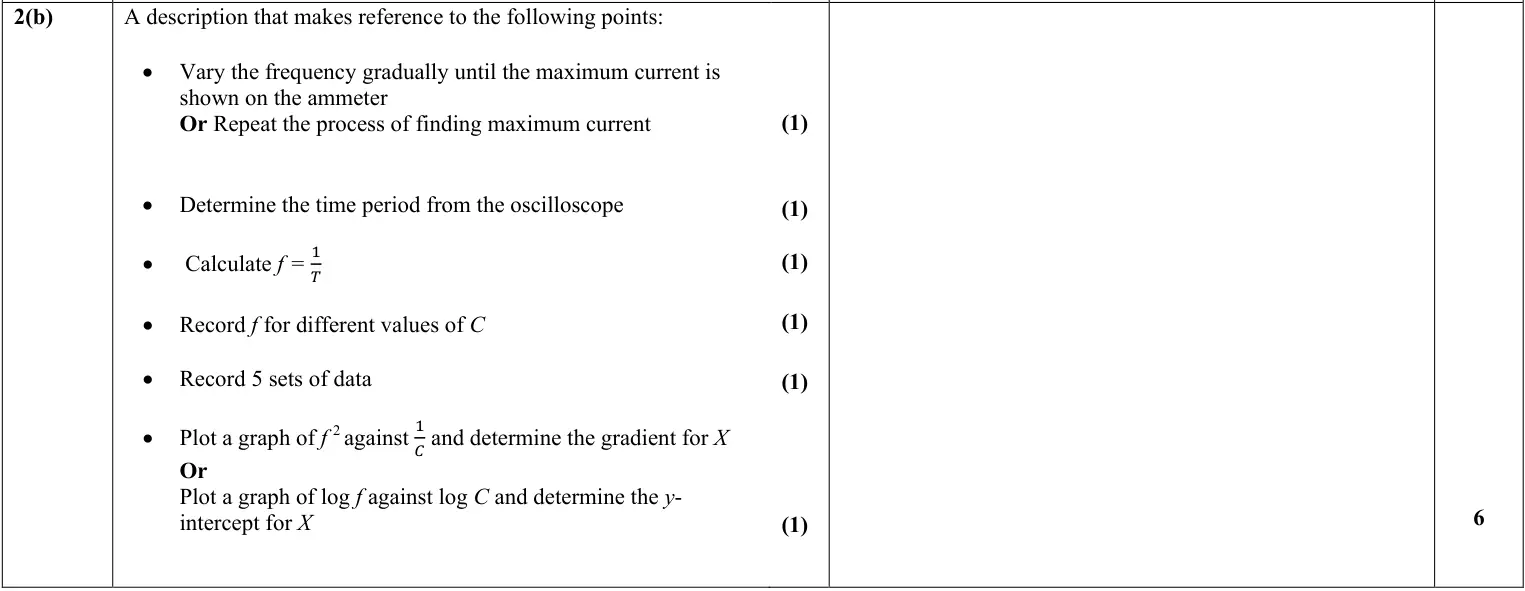 2(b)
A description that makes reference to the following points:
• Vary the frequency gradually until the maximum current is
shown on the ammeter
Or Repeat the process of finding maximum current (1)
• Determine the time period from the oscilloscope (1)
• Calculate f = 1/T (1)
• Record f for different values of C (1)
• Record 5 sets of data (1)
• Plot a graph of f² against 1/C and determine the gradient for X
Or
Plot a graph of log f against log C and determine the y-
intercept for X (1)
6